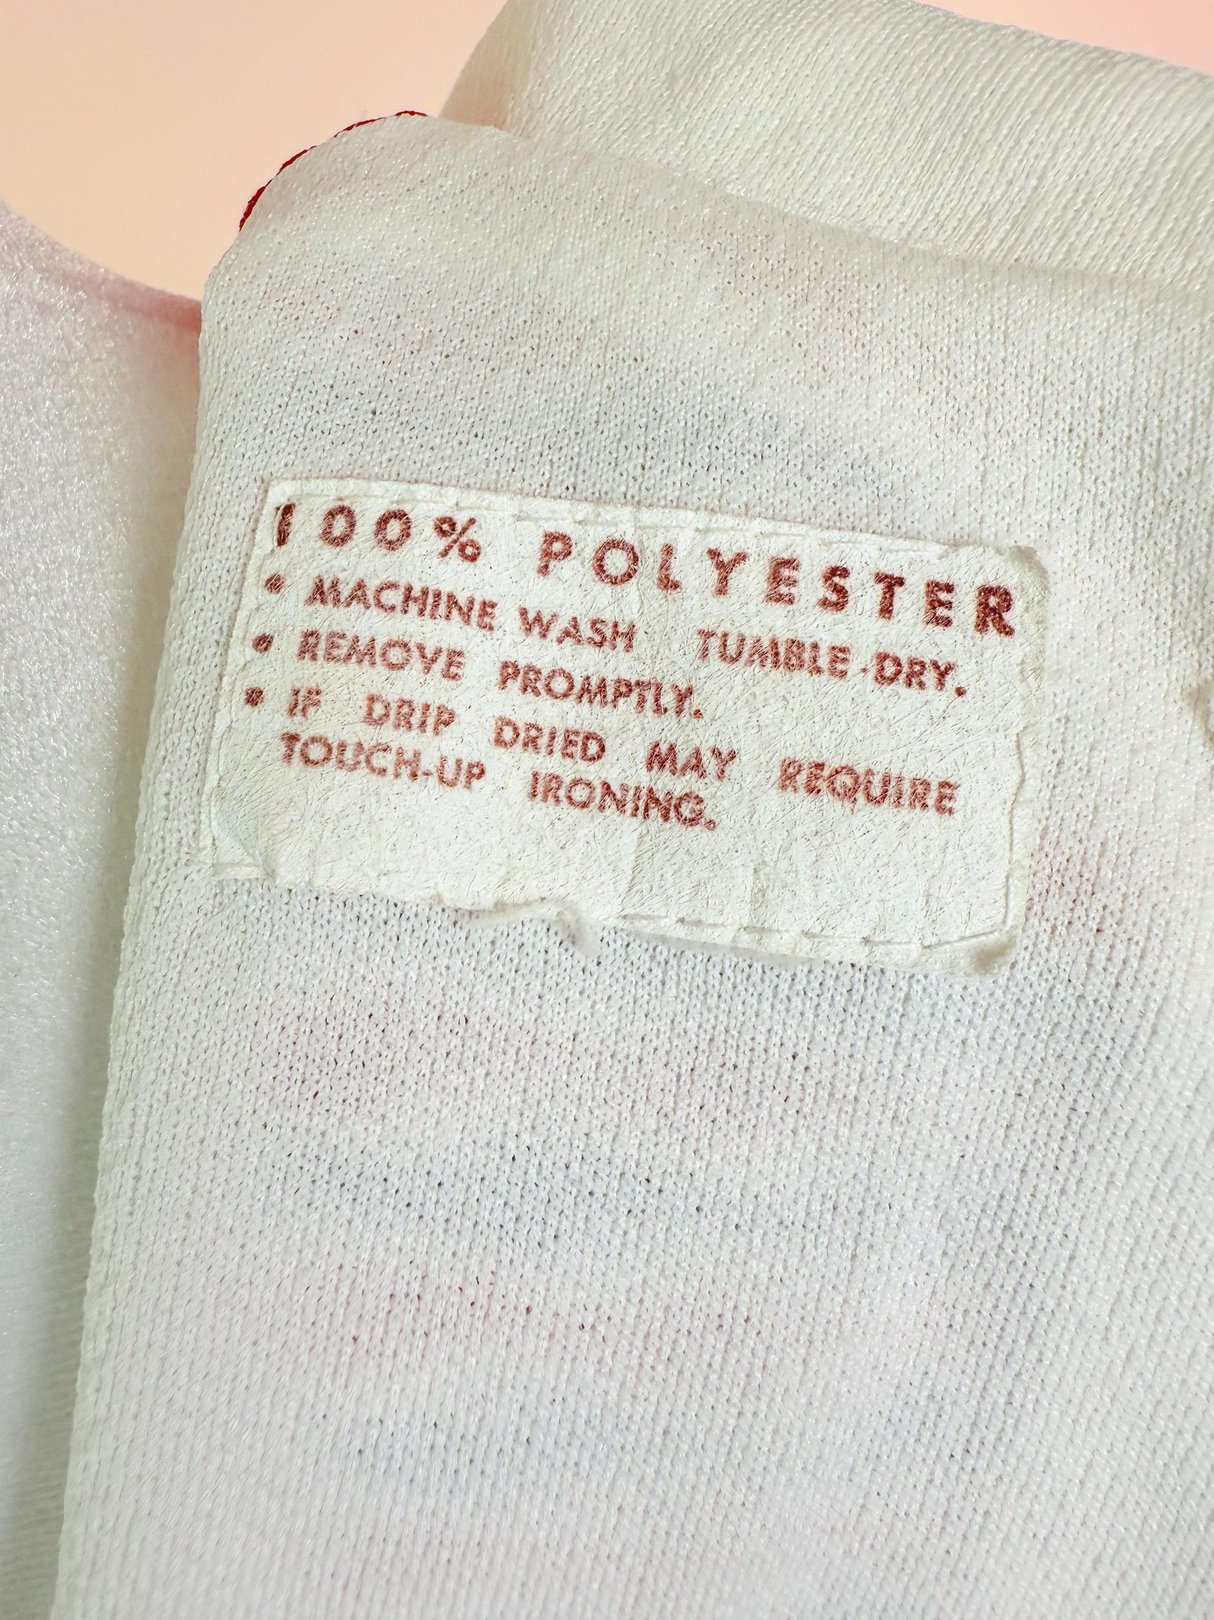 100% POLYESTER
• MACHINE WASH TUMBLE-DRY.
• REMOVE PROMPTLY.
• IF DRIP DRIED MAY REQUIRE
TOUCH-UP IRONING.